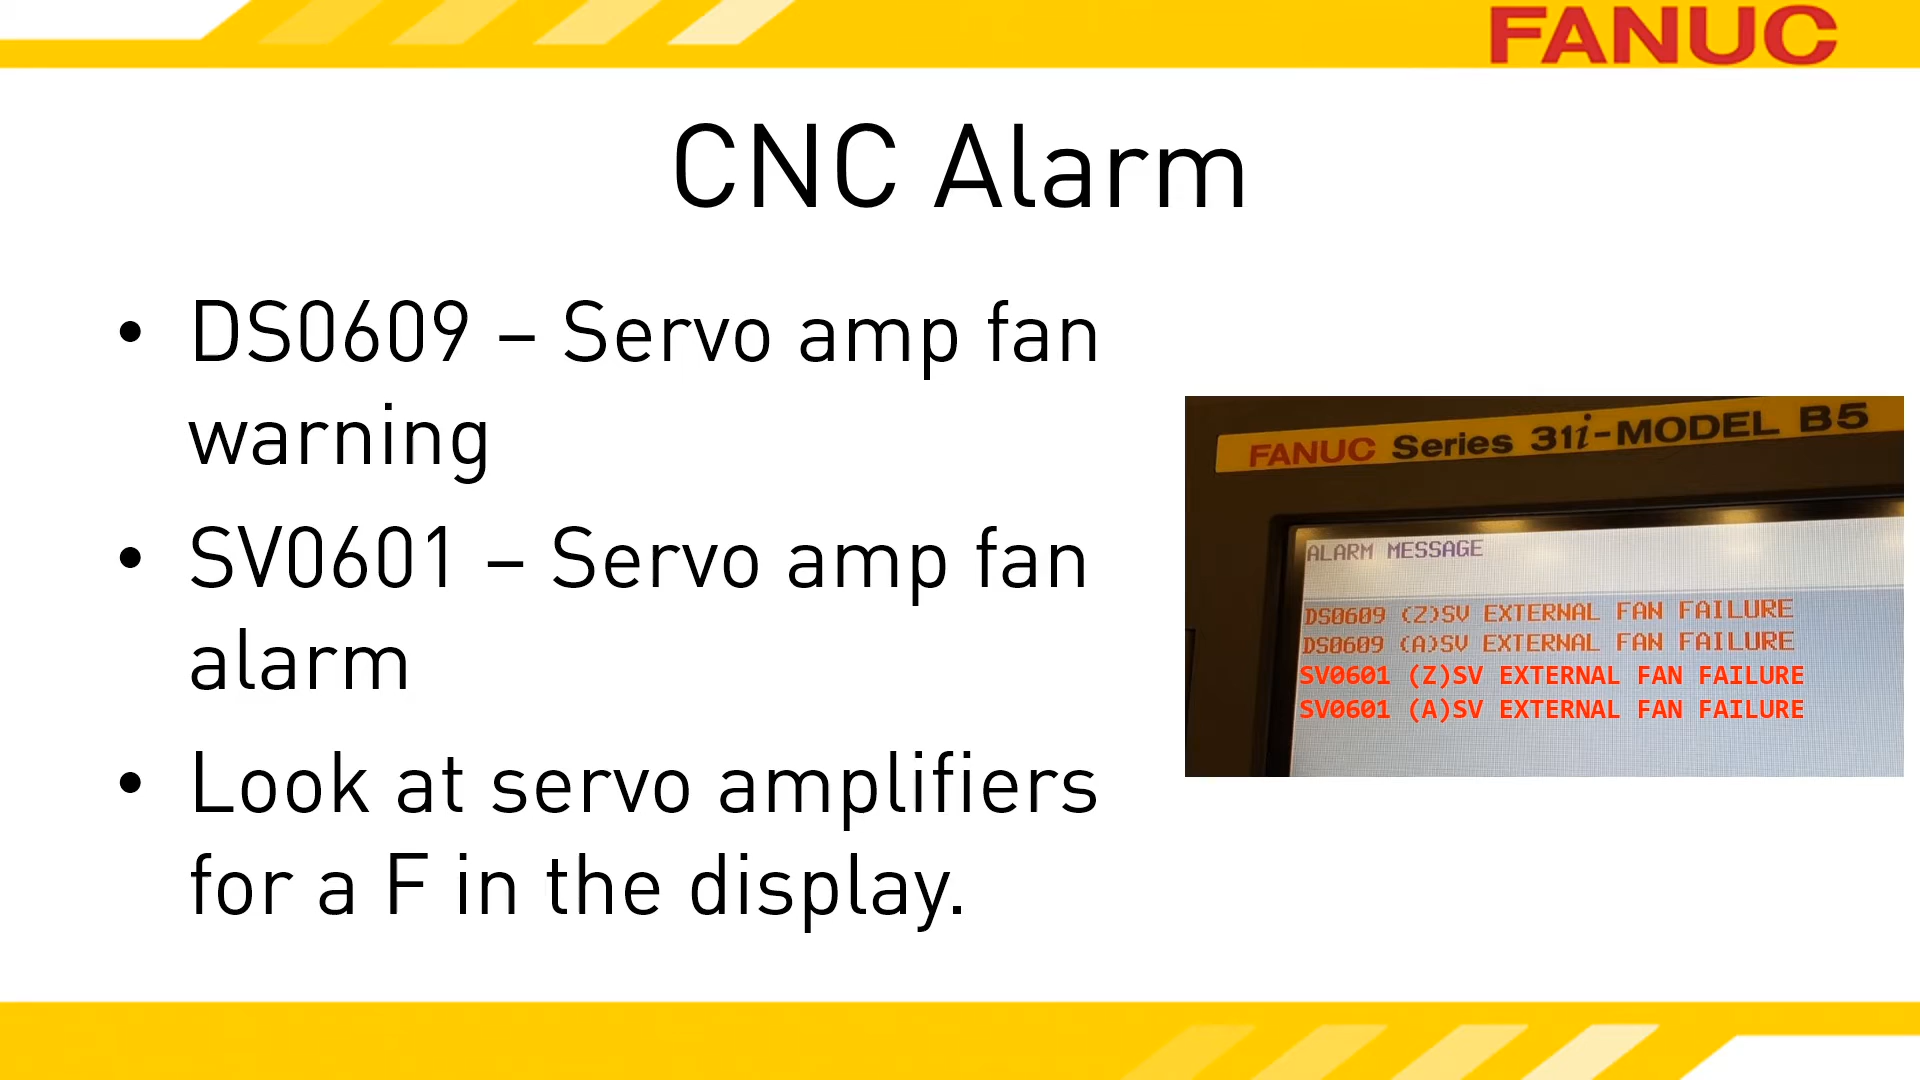 FANUC
CNC Alarm
• DS0609 – Servo amp fan
warning
• SV0601 – Servo amp fan
alarm
• Look at servo amplifiers
for a F in the display.
FANUC Series 31i-MODEL B5
ALARM MESSAGE
DS0609 (Z)SV EXTERNAL FAN FAILURE
DS0609 (A)SV EXTERNAL FAN FAILURE
SV0601 (Z)SV EXTERNAL FAN FAILURE
SV0601 (A)SV EXTERNAL FAN FAILURE